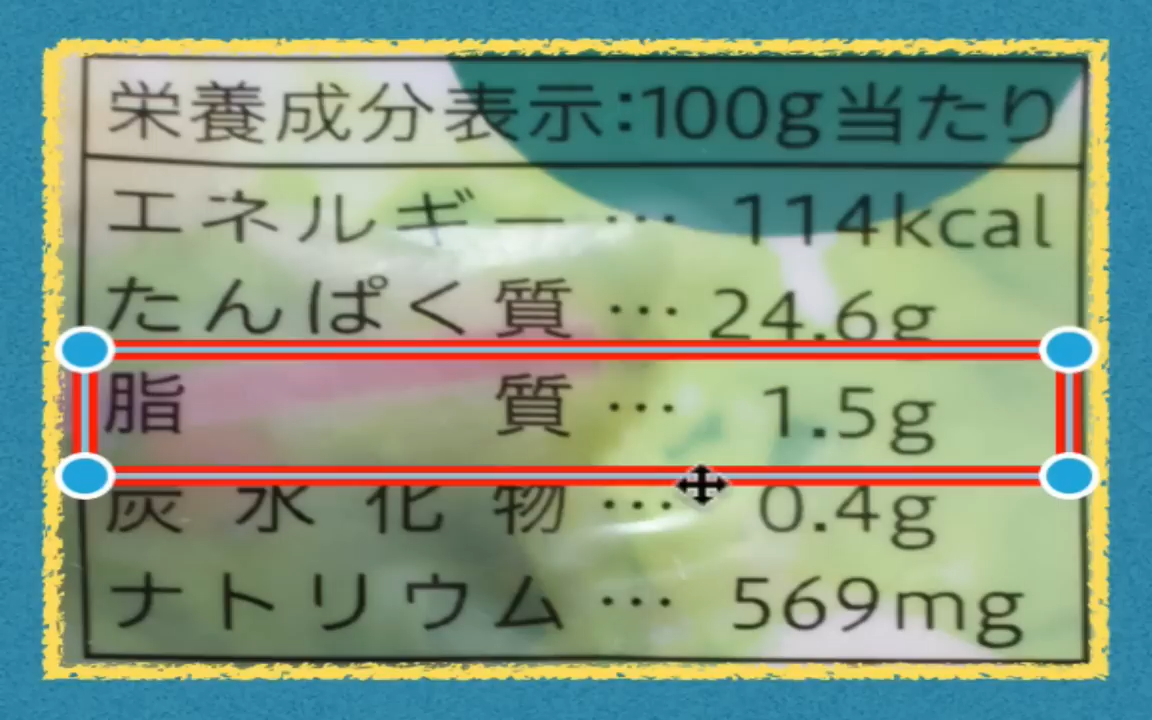 栄養成分表示:100g当たり
エネルギー … 114kcal
たんぱく質 … 24.6g
脂質 … 1.5g
炭水化物 … 0.4g
ナトリウム … 569mg